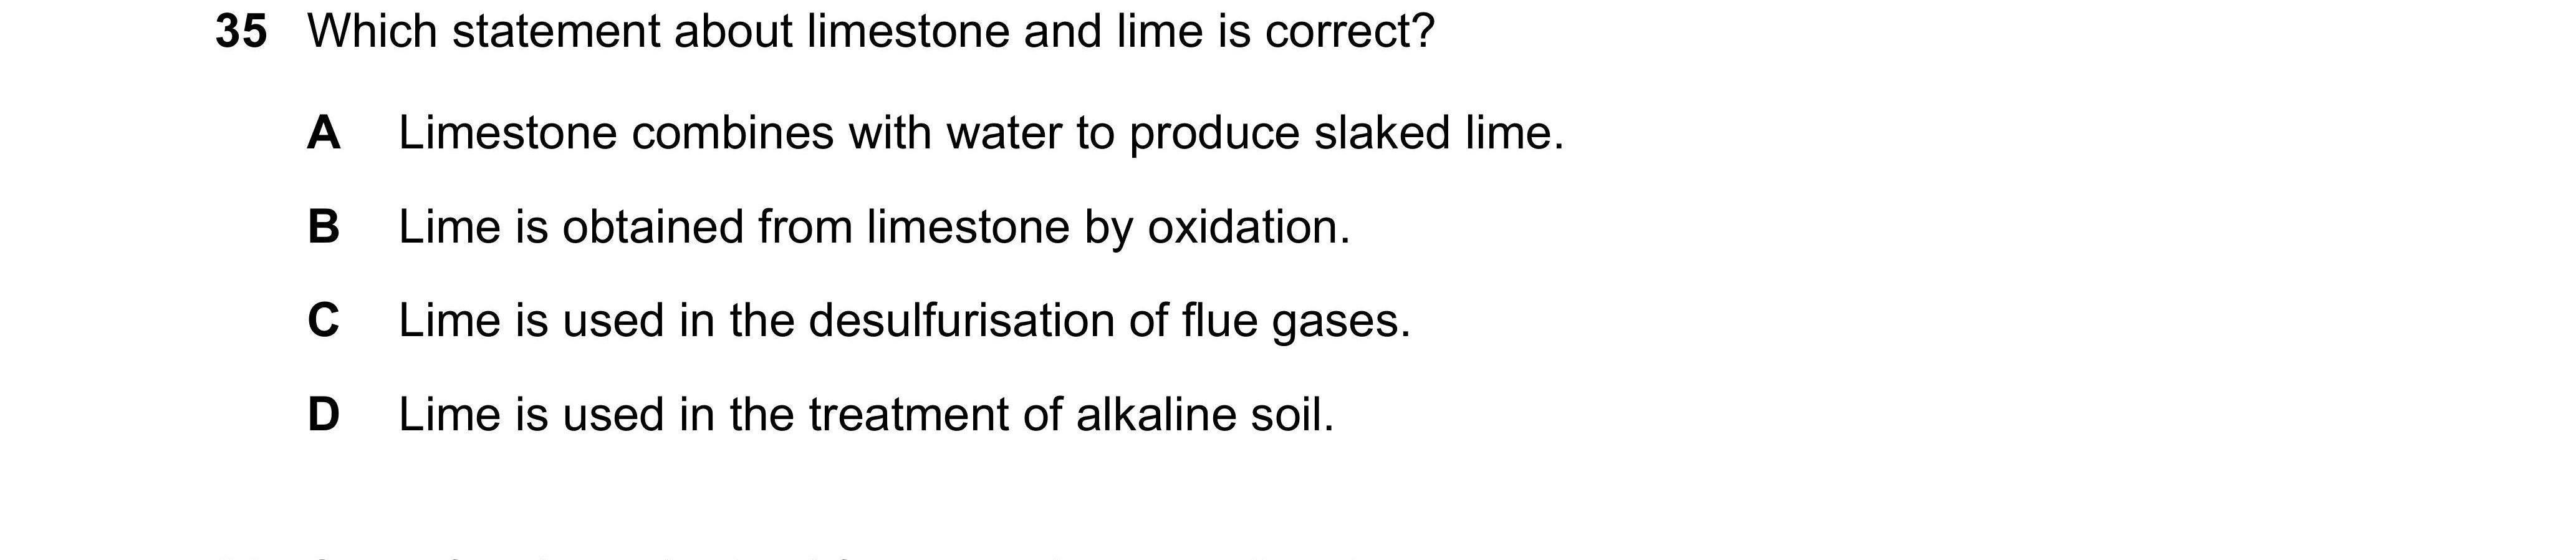 35 Which statement about limestone and lime is correct?
A Limestone combines with water to produce slaked lime.
B Lime is obtained from limestone by oxidation.
C Lime is used in the desulfurisation of flue gases.
D Lime is used in the treatment of alkaline soil.